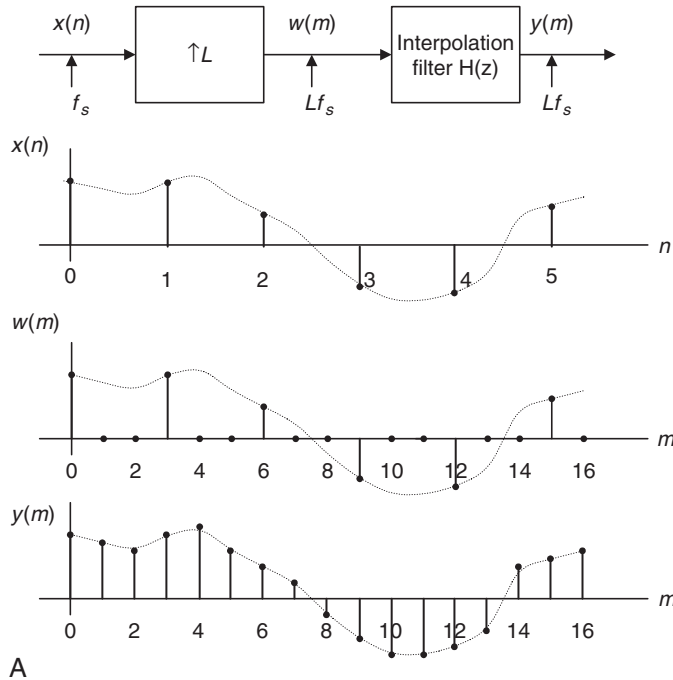 x(n) w(m) y(m)
↑L
Interpolation
filter H(z)
fₛ Lfₛ Lfₛ
x(n)
n
0 1 2 3 4 5
w(m)
m
0 2 4 6 8 10 12 14 16
y(m)
m
0 2 4 6 8 10 12 14 16
A